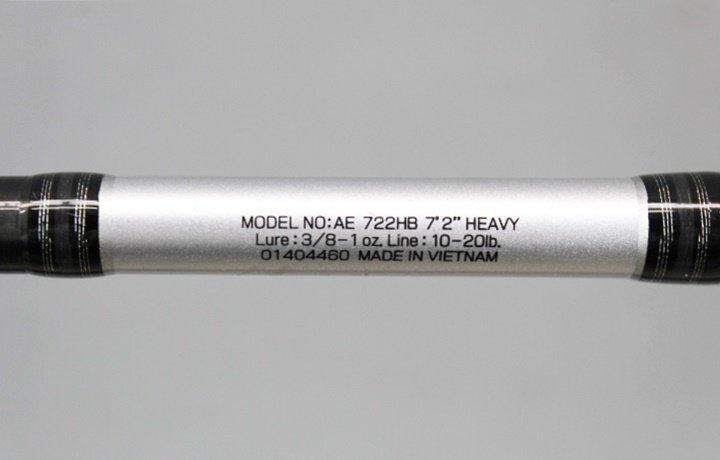 MODEL NO:AE 722HB 7'2" HEAVY
Lure : 3/8-1 oz. Line : 10-20lb.
01404460 MADE IN VIETNAM